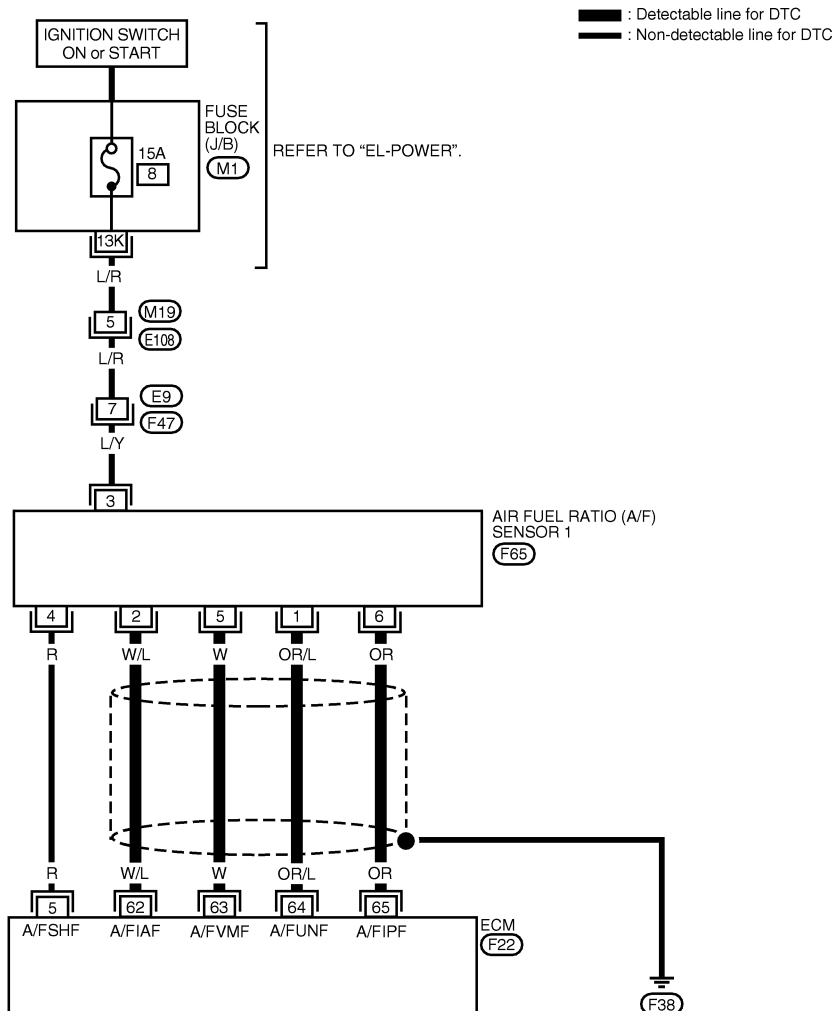 : Detectable line for DTC
: Non-detectable line for DTC
IGNITION SWITCH
ON or START
FUSE
BLOCK
(J/B)
M1
15A
8
REFER TO “EL-POWER”.
13K
L/R
5
M19
E108
L/R
7
E9
F47
L/Y
3
AIR FUEL RATIO (A/F)
SENSOR 1
F65
4 2 5 1 6
R W/L W OR/L OR
R W/L W OR/L OR
5 62 63 64 65
A/FSHF A/FIAF A/FVMF A/FUNF A/FIPF
ECM
F22
F38